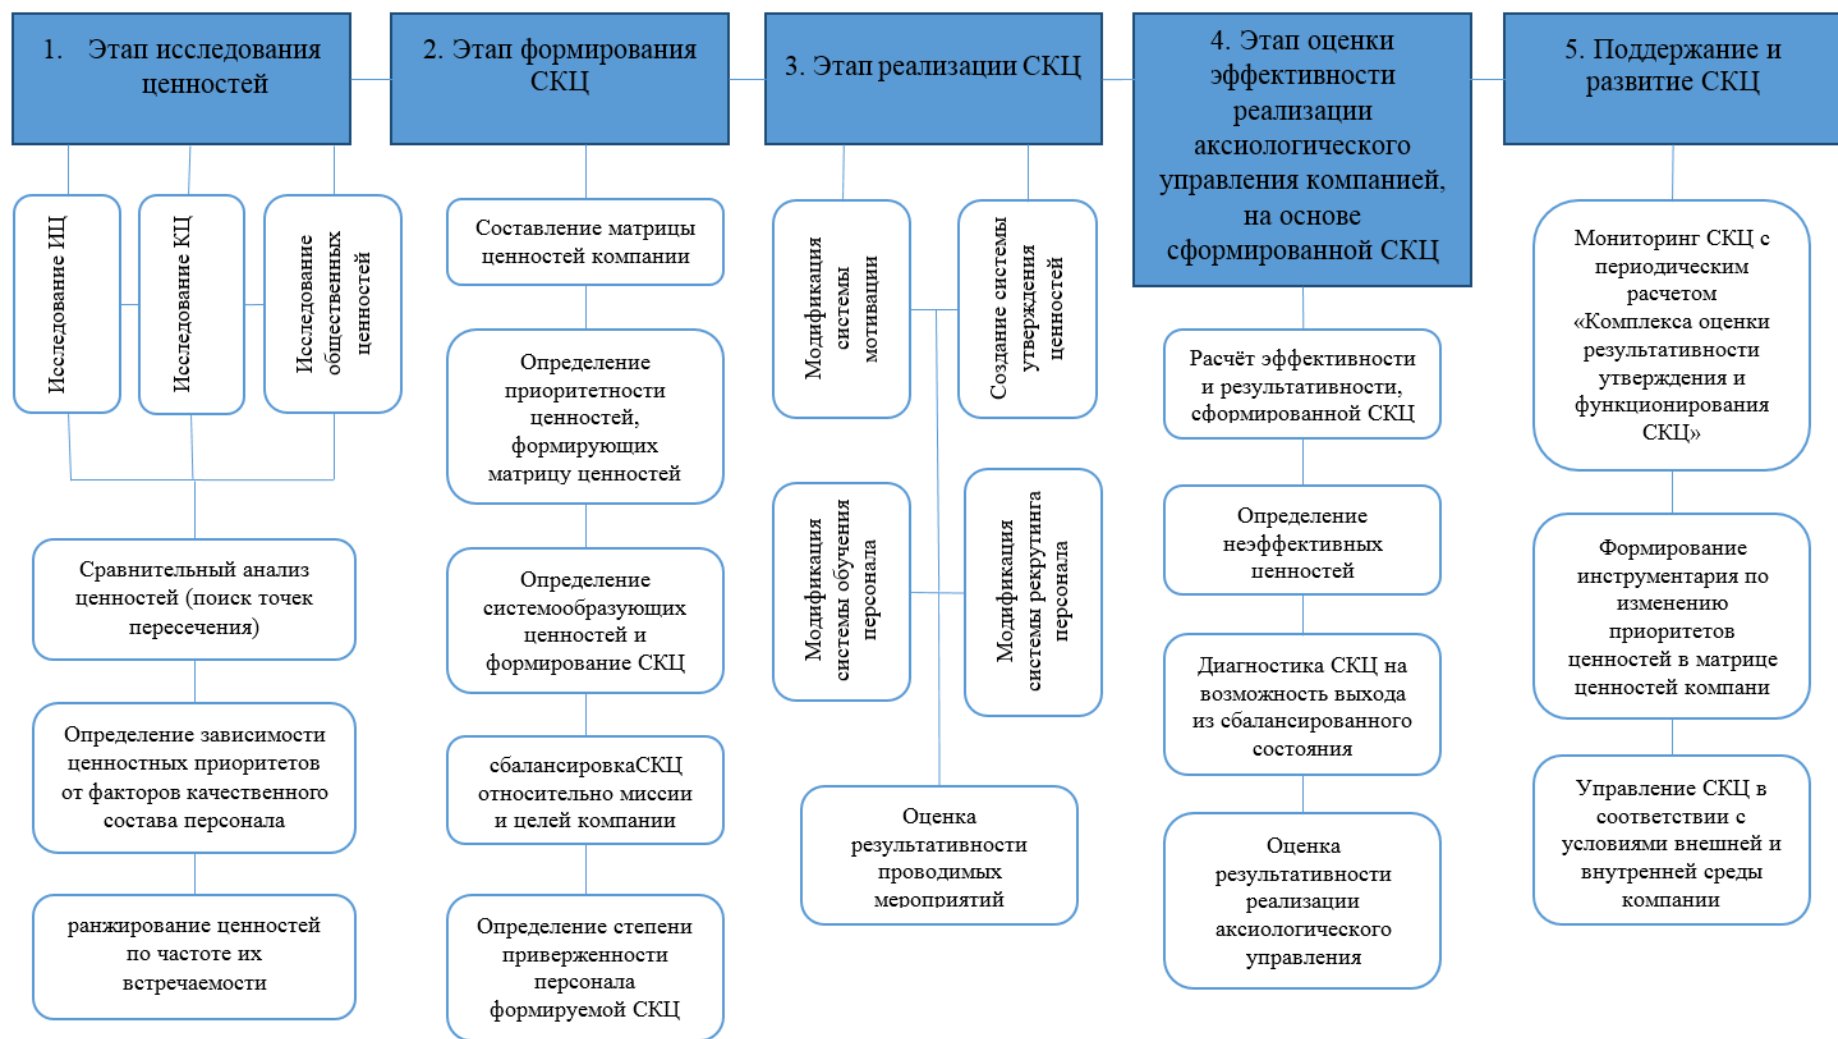 1. Этап исследования
ценностей
Исследование ИЦ
Исследование КЦ
Исследование
общественных
ценностей
Сравнительный анализ
ценностей (поиск точек
пересечения)
Определение зависимости
ценностных приоритетов
от факторов качественного
состава персонала
ранжирование ценностей
по частоте их
встречаемости
2. Этап формирования
СКЦ
Составление матрицы
ценностей компании
Определение
приоритетности
ценностей,
формирующих
матрицу ценностей
Определение
системообразующих
ценностей и
формирование СКЦ
сбалансировкаСКЦ
относительно миссии
и целей компании
Определение степени
приверженности
персонала
формируемой СКЦ
3. Этап реализации СКЦ
Модификация
системы
мотивации
Создание системы
утверждения
ценностей
Модификация
системы обучения
персонала
Модификация
системы рекрутинга
персонала
Оценка
результативности
проводимых
мероприятий
4. Этап оценки
эффективности
реализации
аксиологического
управления компанией,
на основе
сформированной СКЦ
Расчёт эффективности
и результативности,
сформированной СКЦ
Определение
неэффективных
ценностей
Диагностика СКЦ на
возможность выхода
из сбалансированного
состояния
Оценка
результативности
реализации
аксиологического
управления
5. Поддержание и
развитие СКЦ
Мониторинг СКЦ с
периодическим
расчетом
«Комплекса оценки
результативности
утверждения и
функционирования
СКЦ»
Формирование
инструментария по
изменению
приоритетов
ценностей в матрице
ценностей компани
Управление СКЦ в
соответствии с
условиями внешней и
внутренней среды
компании